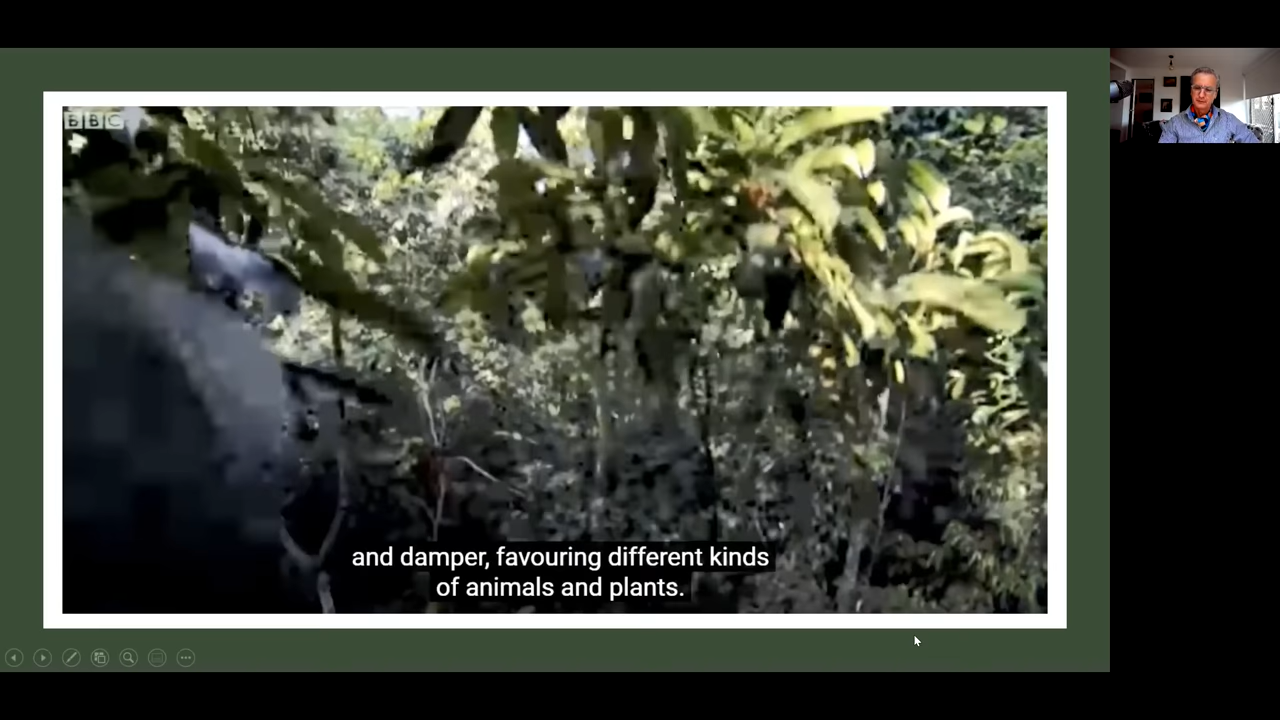 BBC
and damper, favouring different kinds
of animals and plants.